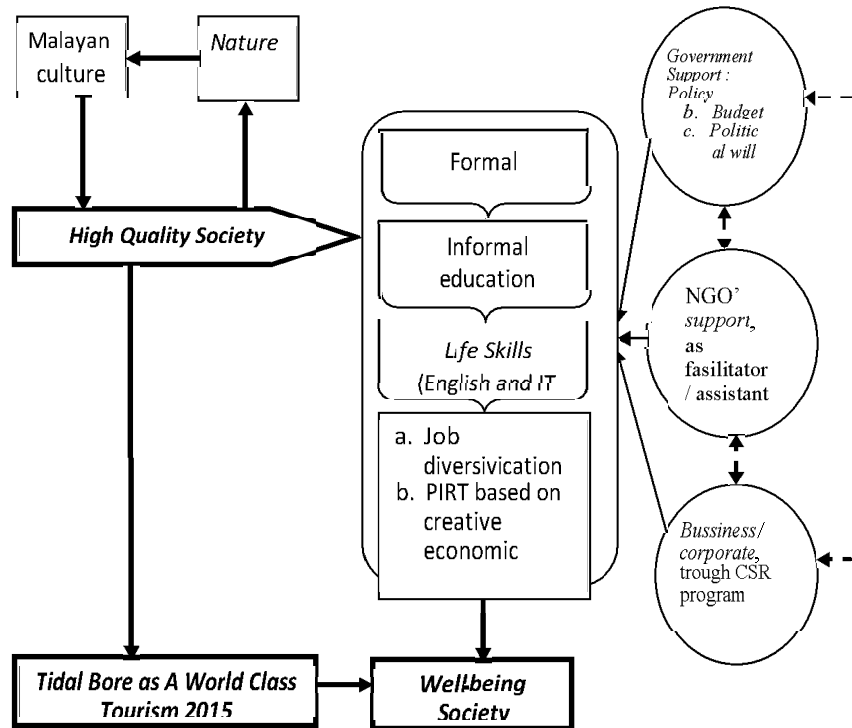 Malayan
culture
Nature
High Quality Society
Formal
Informal
education
Life Skills
(English and IT
a. Job
diversivication
b. PIRT based on
creative
economic
Government
Support :
Policy
b. Budget
c. Politic
al will
NGO'
support,
as
fasilitator
/ assistant
Bussiness/
corporate,
trough CSR
program
Tidal Bore as A World Class
Tourism 2015
Well-being
Society